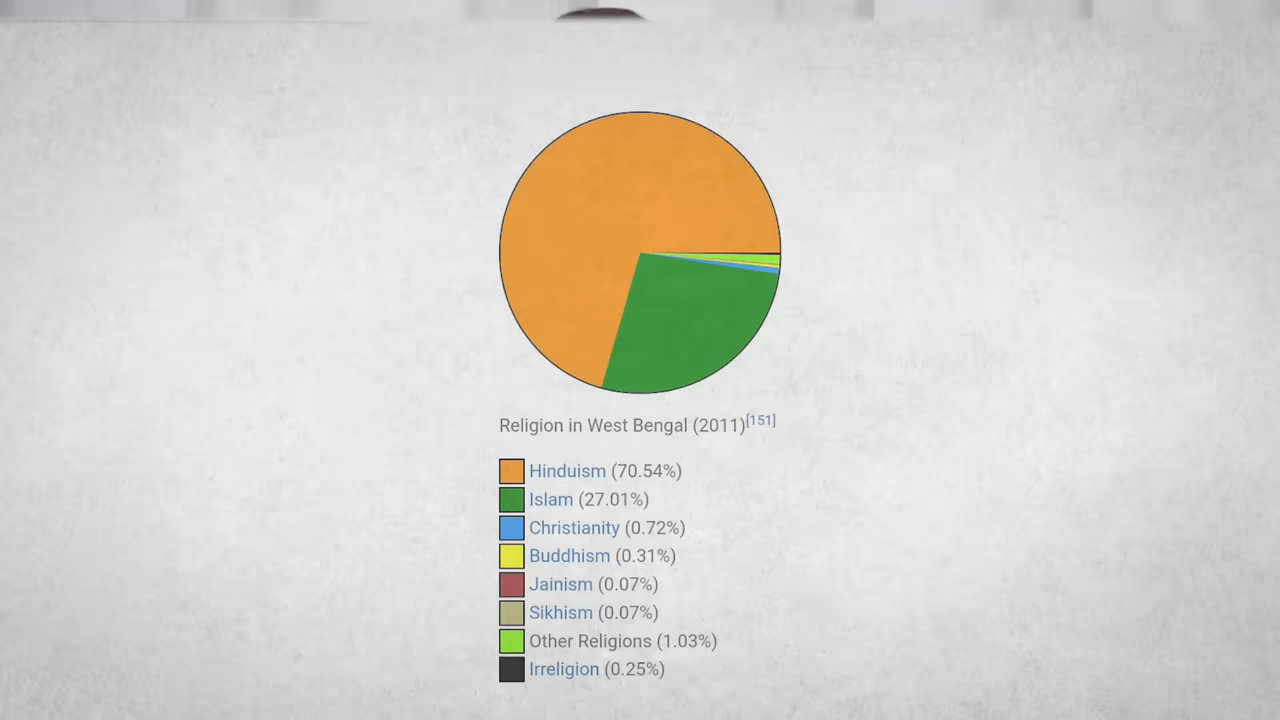 Religion in West Bengal (2011)[151]
Hinduism (70.54%)
Islam (27.01%)
Christianity (0.72%)
Buddhism (0.31%)
Jainism (0.07%)
Sikhism (0.07%)
Other Religions (1.03%)
Irreligion (0.25%)